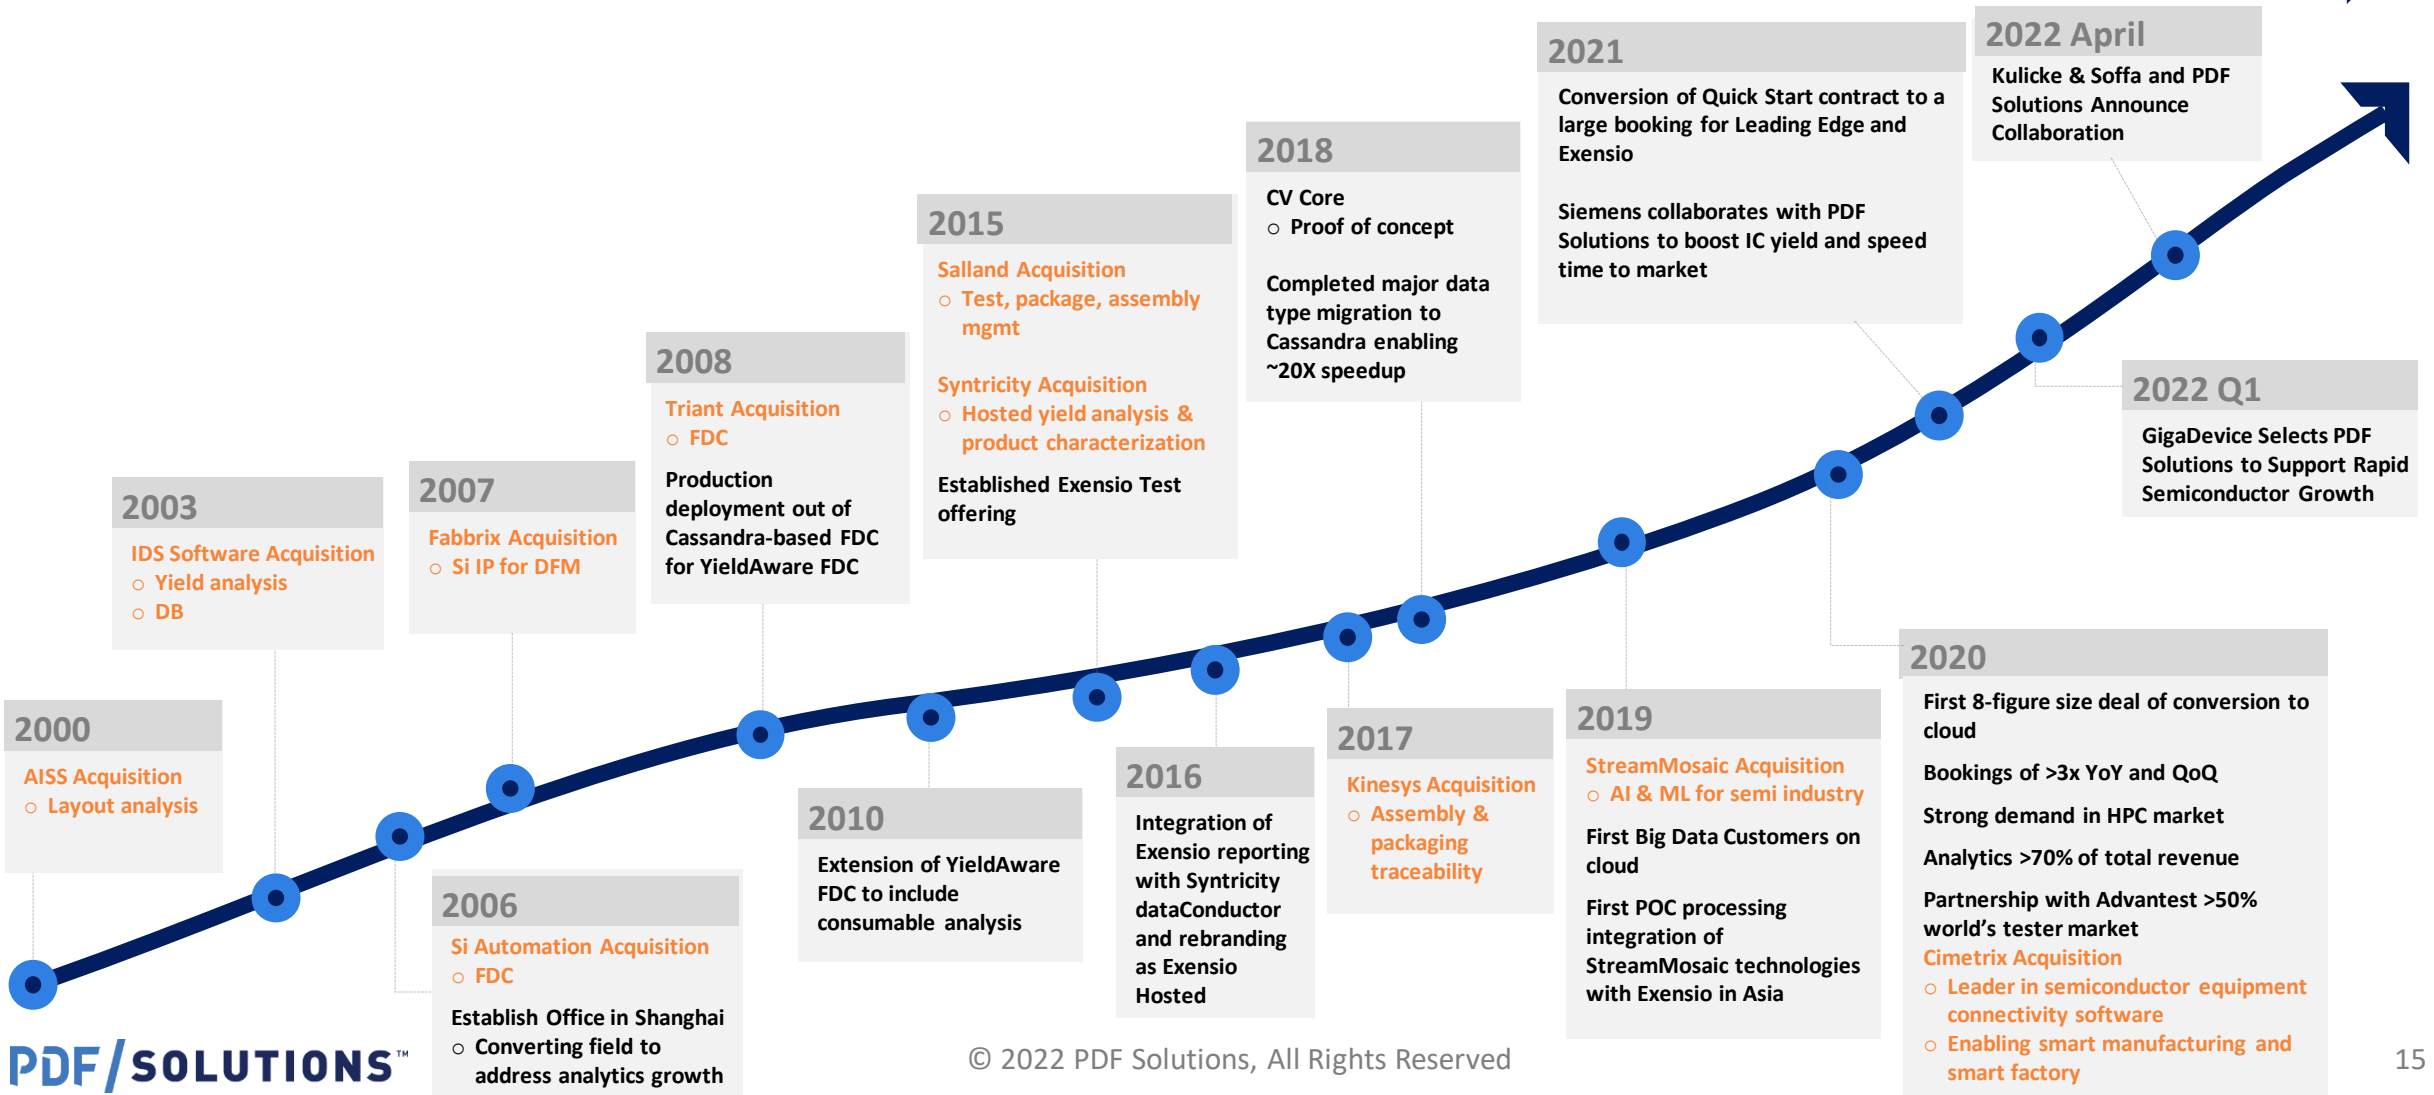 2000
AISS Acquisition
○ Layout analysis
2003
IDS Software Acquisition
○ Yield analysis
○ DB
2006
Si Automation Acquisition
○ FDC
Establish Office in Shanghai
○ Converting field to
address analytics growth
2007
Fabbrix Acquisition
○ Si IP for DFM
2008
Triant Acquisition
○ FDC
Production
deployment out of
Cassandra-based FDC
for YieldAware FDC
2010
Extension of YieldAware
FDC to include
consumable analysis
2015
Salland Acquisition
○ Test, package, assembly
mgmt
Syntricity Acquisition
○ Hosted yield analysis &
product characterization
Established Exensio Test
offering
2016
Integration of
Exensio reporting
with Syntricity
dataConductor
and rebranding
as Exensio
Hosted
2017
Kinesys Acquisition
○ Assembly &
packaging
traceability
2018
CV Core
○ Proof of concept
Completed major data
type migration to
Cassandra enabling
~20X speedup
2019
StreamMosaic Acquisition
○ AI & ML for semi industry
First Big Data Customers on
cloud
First POC processing
integration of
StreamMosaic technologies
with Exensio in Asia
2020
First 8-figure size deal of conversion to
cloud
Bookings of >3x YoY and QoQ
Strong demand in HPC market
Analytics >70% of total revenue
Partnership with Advantest >50%
world's tester market
Cimetrix Acquisition
○ Leader in semiconductor equipment
connectivity software
○ Enabling smart manufacturing and
smart factory
2021
Conversion of Quick Start contract to a
large booking for Leading Edge and
Exensio
Siemens collaborates with PDF
Solutions to boost IC yield and speed
time to market
2022 Q1
GigaDevice Selects PDF
Solutions to Support Rapid
Semiconductor Growth
2022 April
Kulicke & Soffa and PDF
Solutions Announce
Collaboration
PDF/SOLUTIONS™
© 2022 PDF Solutions, All Rights Reserved
15